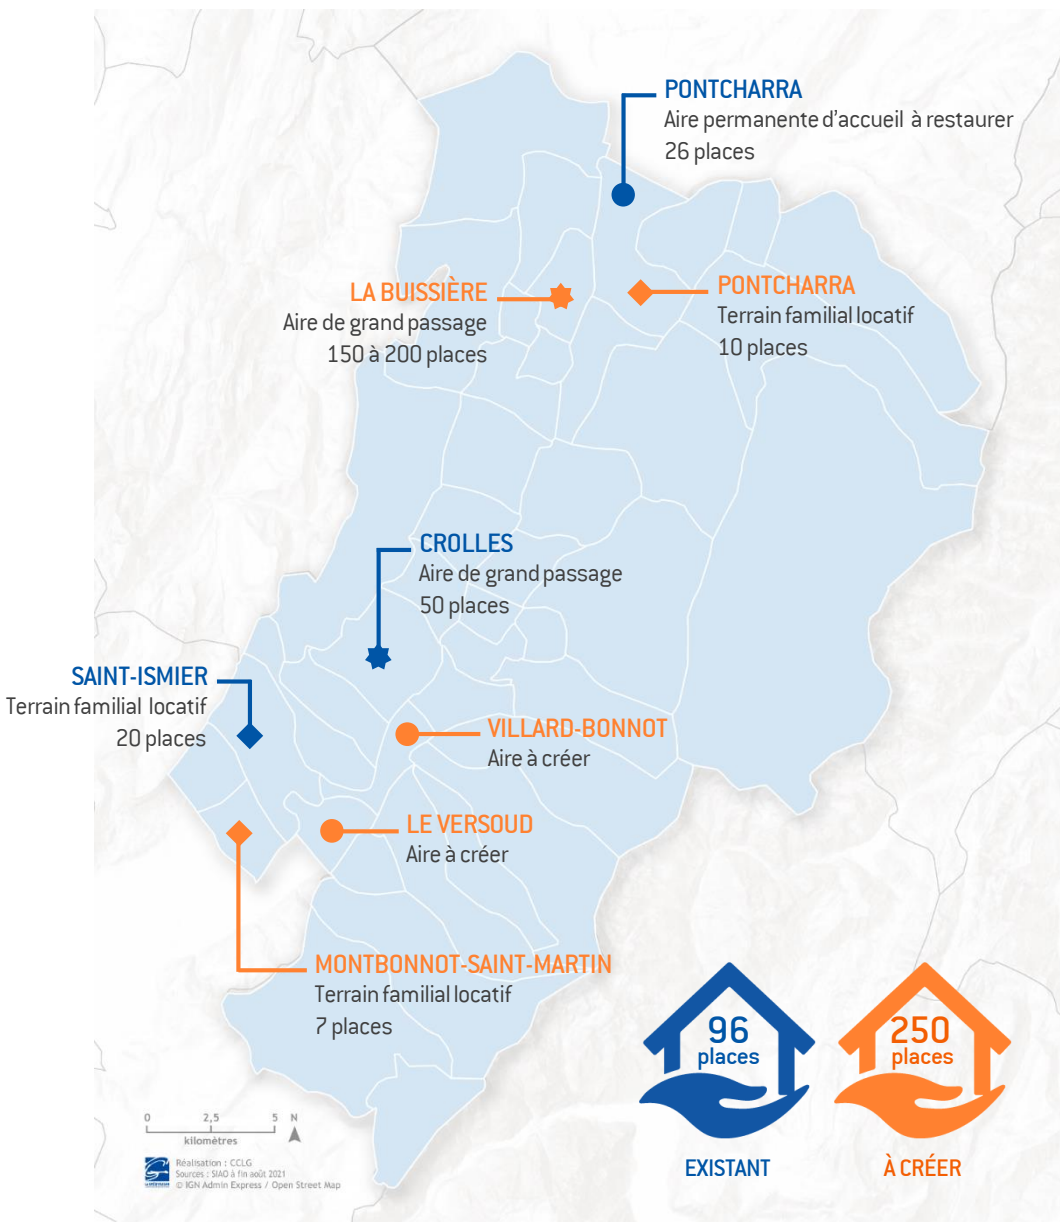 PONTCHARRA
Aire permanente d'accueil à restaurer
26 places
LA BUISSIÈRE
Aire de grand passage
150 à 200 places
PONTCHARRA
Terrain familial locatif
10 places
CROLLES
Aire de grand passage
50 places
SAINT-ISMIER
Terrain familial locatif
20 places
VILLARD-BONNOT
Aire à créer
LE VERSOUD
Aire à créer
MONTBONNOT-SAINT-MARTIN
Terrain familial locatif
7 places
96
places
EXISTANT
250
places
À CRÉER
0 2,5 5 N
kilomètres
Réalisation : CCLG
Sources : SIAO à fin août 2021
© IGN Admin Express / Open Street Map